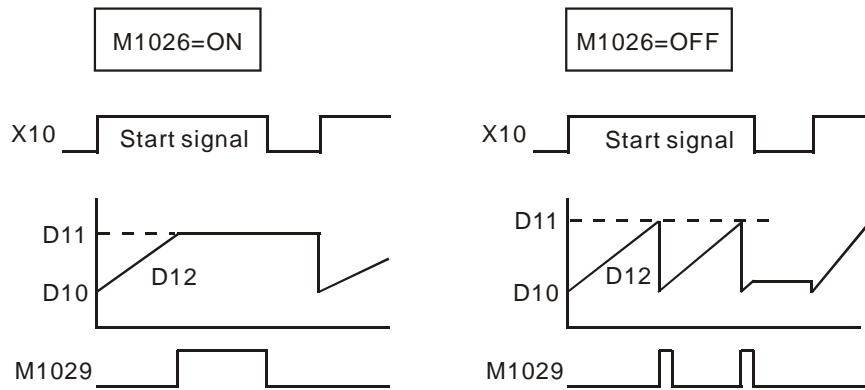 M1026=ON
M1026=OFF
X10
Start signal
X10
Start signal
D11
D12
D10
D11
D12
D10
M1029
M1029